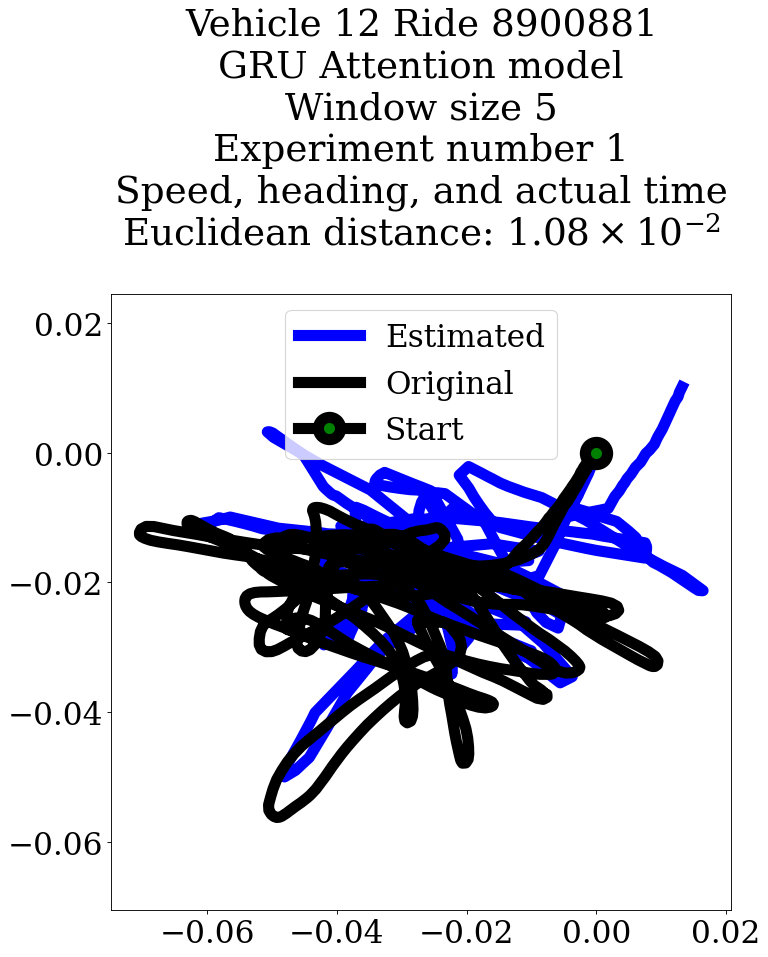 Vehicle 12 Ride 8900881
GRU Attention model
Window size 5
Experiment number 1
Speed, heading, and actual time
Euclidean distance: 1.08 × 10⁻²
Estimated
Original
Start
0.02
0.00
−0.02
−0.04
−0.06
−0.06 −0.04 −0.02 0.00 0.02